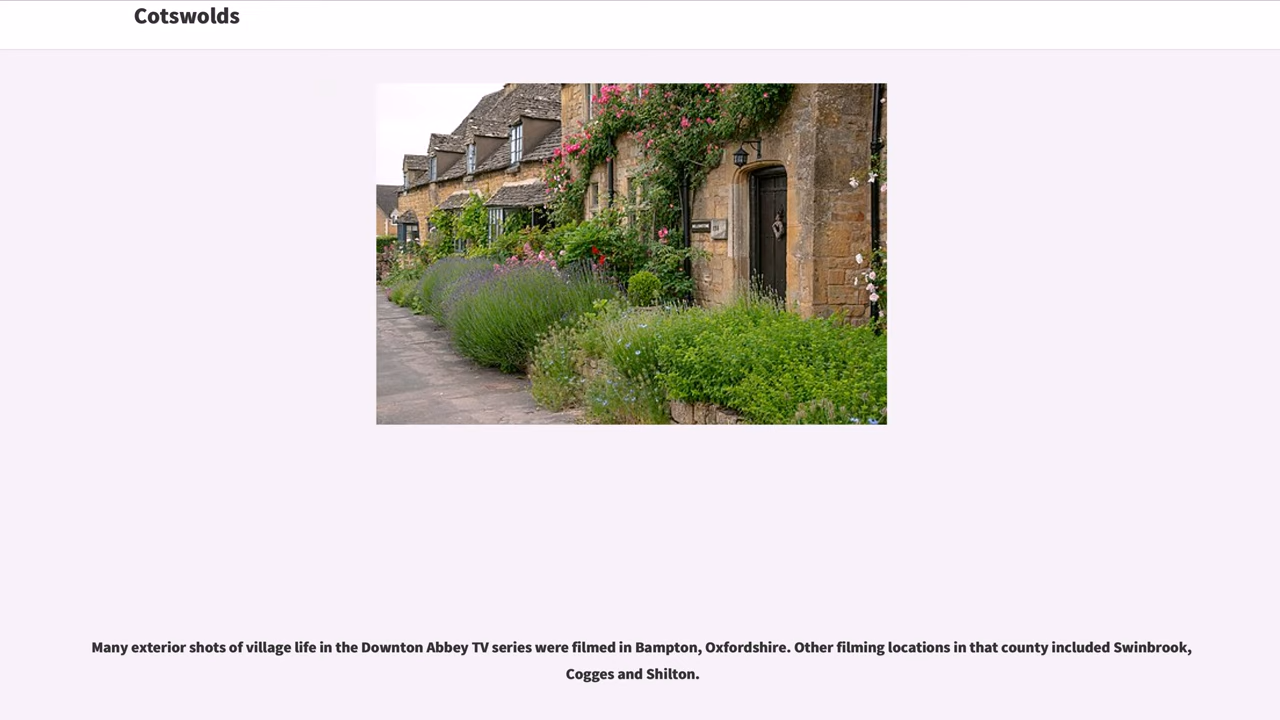 Cotswolds
Many exterior shots of village life in the Downton Abbey TV series were filmed in Bampton, Oxfordshire. Other filming locations in that county included Swinbrook,
Cogges and Shilton.